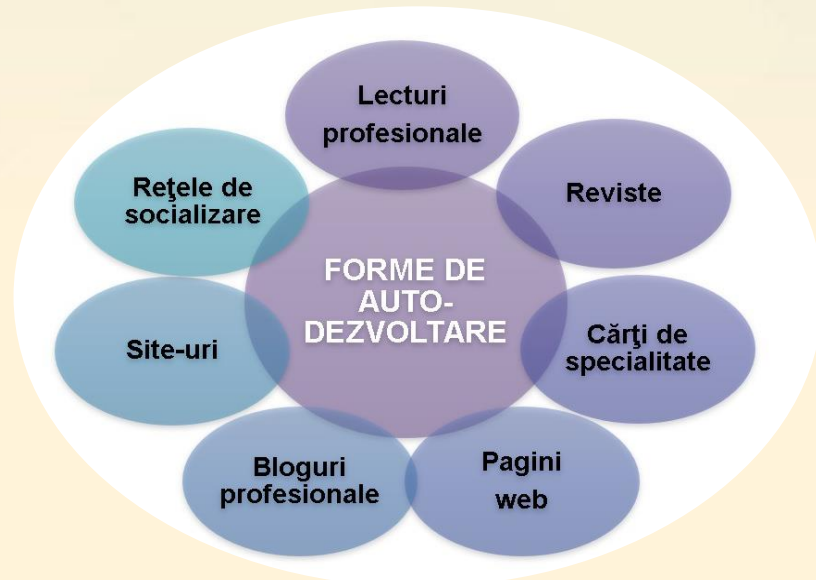 Lecturi
profesionale
Reţele de
socializare
Reviste
FORME DE
AUTO-
DEZVOLTARE
Site-uri
Cărţi de
specialitate
Bloguri
profesionale
Pagini
web